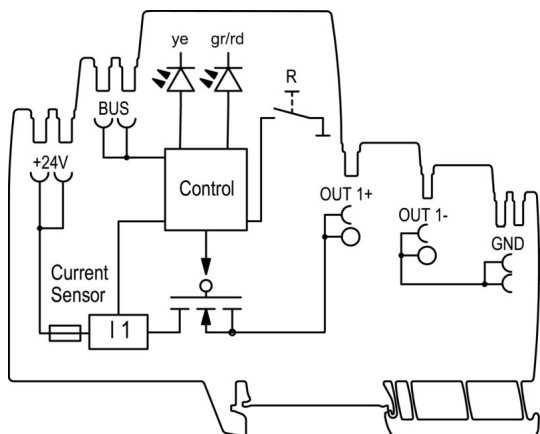 ye gr/rd
R
BUS
+24V
Control
OUT 1+
OUT 1-
GND
Current
Sensor
I 1